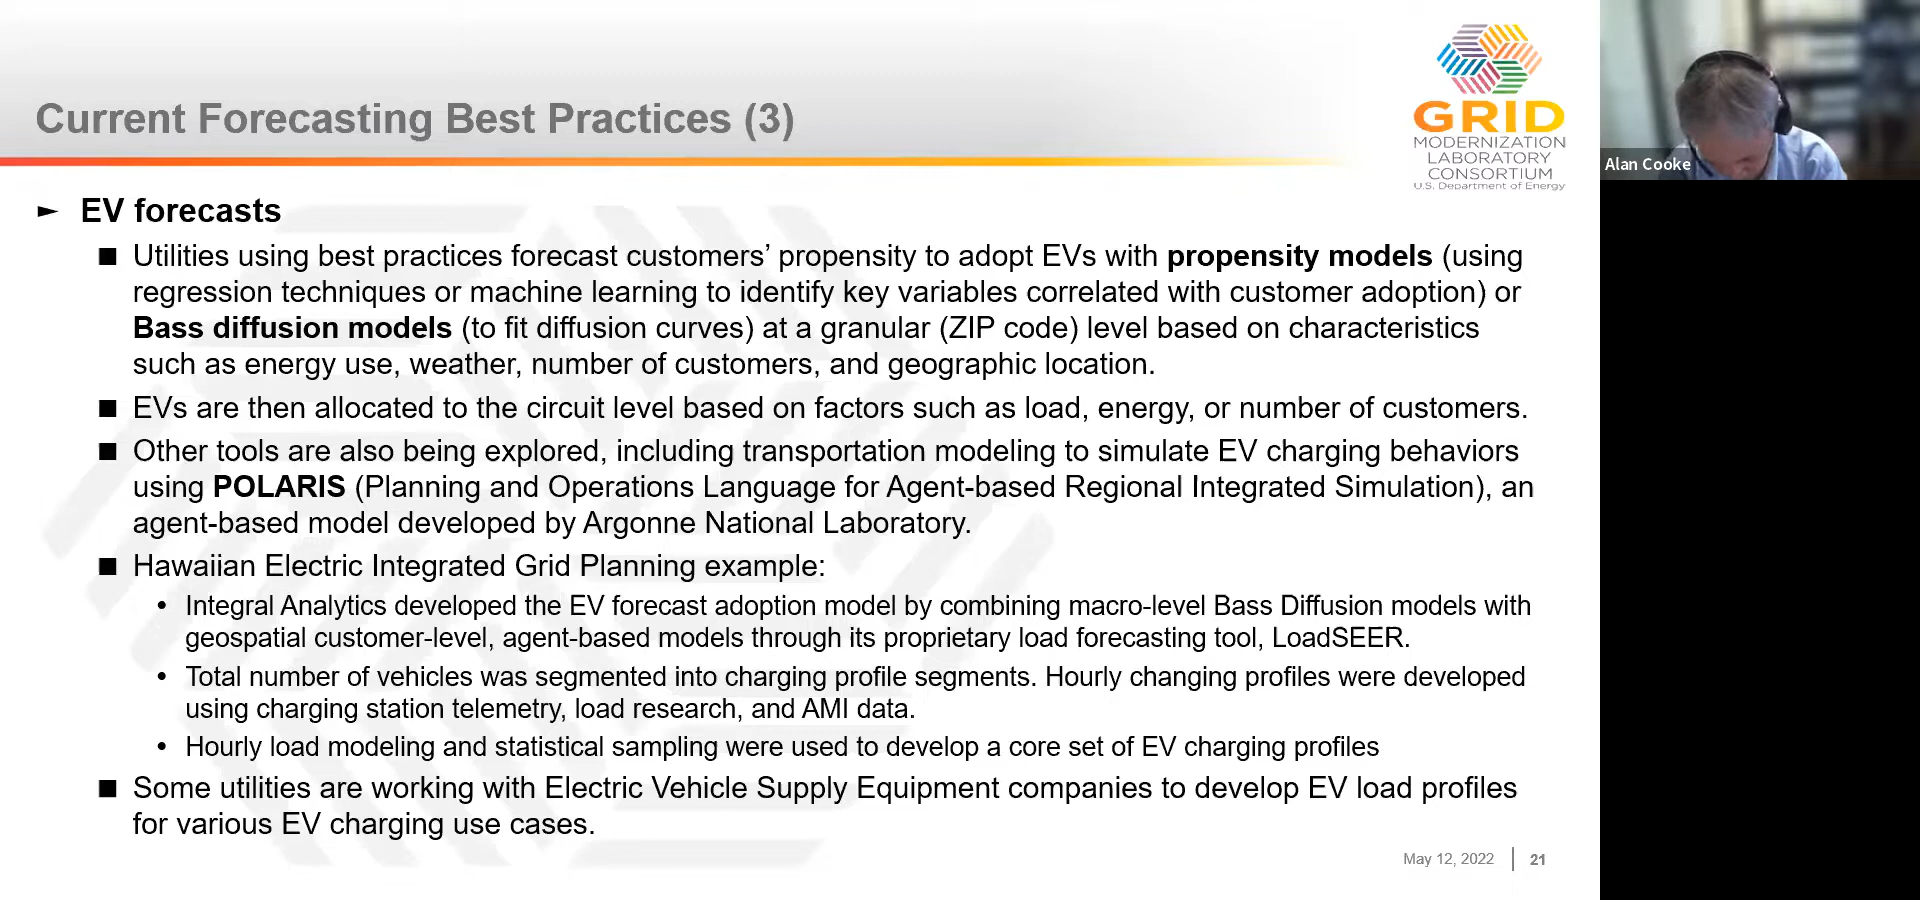 Current Forecasting Best Practices (3)
GRID
MODERNIZATION
LABORATORY
CONSORTIUM
U.S. Department of Energy
Alan Cooke
► EV forecasts
■ Utilities using best practices forecast customers’ propensity to adopt EVs with propensity models (using
regression techniques or machine learning to identify key variables correlated with customer adoption) or
Bass diffusion models (to fit diffusion curves) at a granular (ZIP code) level based on characteristics
such as energy use, weather, number of customers, and geographic location.
■ EVs are then allocated to the circuit level based on factors such as load, energy, or number of customers.
■ Other tools are also being explored, including transportation modeling to simulate EV charging behaviors
using POLARIS (Planning and Operations Language for Agent-based Regional Integrated Simulation), an
agent-based model developed by Argonne National Laboratory.
■ Hawaiian Electric Integrated Grid Planning example:
• Integral Analytics developed the EV forecast adoption model by combining macro-level Bass Diffusion models with
geospatial customer-level, agent-based models through its proprietary load forecasting tool, LoadSEER.
• Total number of vehicles was segmented into charging profile segments. Hourly changing profiles were developed
using charging station telemetry, load research, and AMI data.
• Hourly load modeling and statistical sampling were used to develop a core set of EV charging profiles
■ Some utilities are working with Electric Vehicle Supply Equipment companies to develop EV load profiles
for various EV charging use cases.
May 12, 2022 | 21